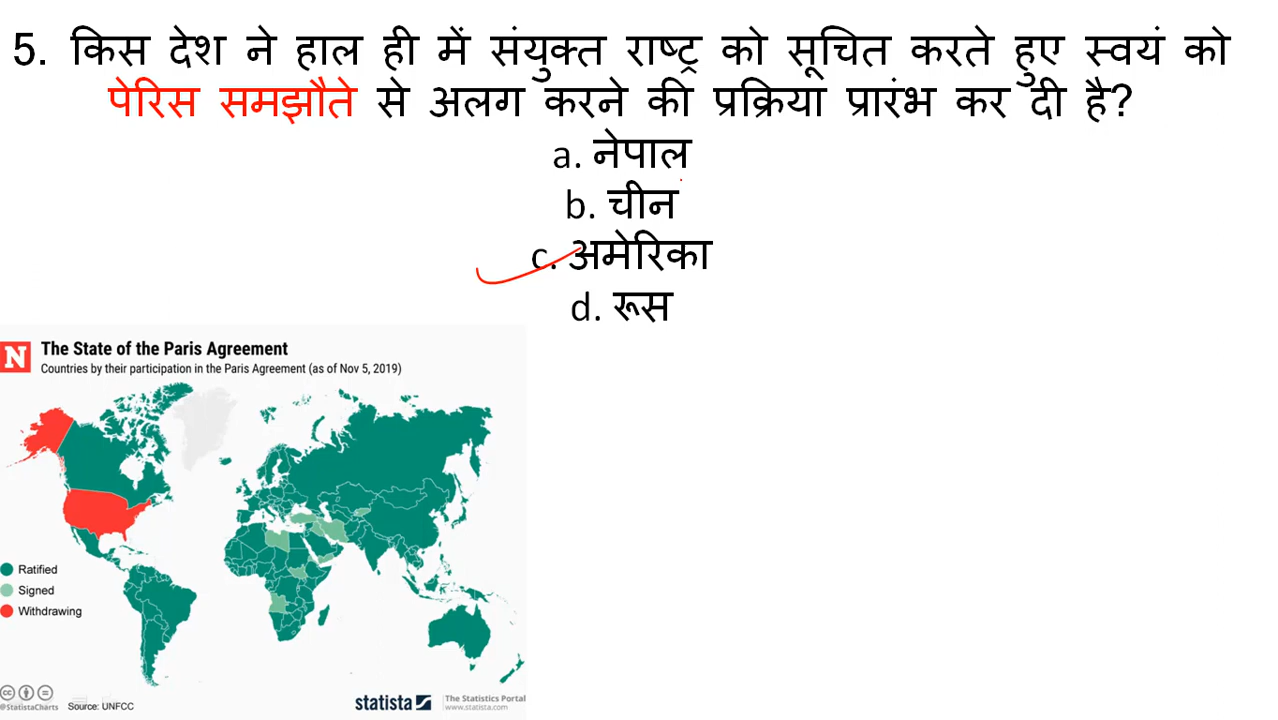 5. किस देश ने हाल ही में संयुक्त राष्ट्र को सूचित करते हुए स्वयं को
पेरिस समझौते से अलग करने की प्रक्रिया प्रारंभ कर दी है?
a. नेपाल
b. चीन
c. अमेरिका
d. रूस
N The State of the Paris Agreement
Countries by their participation in the Paris Agreement (as of Nov 5, 2019)
Ratified
Signed
Withdrawing
@StatistaCharts Source: UNFCC
statista The Statistics Portal
www.statista.com